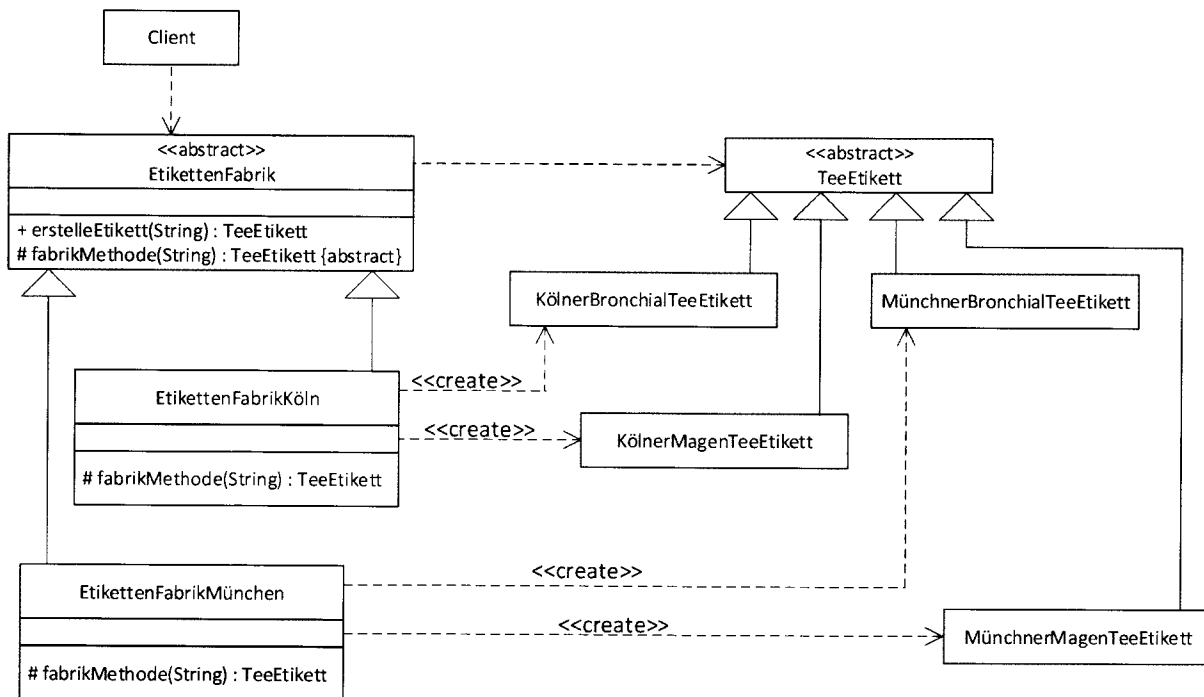 Client
<<abstract>>
EtikettenFabrik
+ erstelleEtikett(String) : TeeEtikett
# fabrikMethode(String) : TeeEtikett {abstract}
<<abstract>>
TeeEtikett
KölnerBronchialTeeEtikett
MünchnerBronchialTeeEtikett
EtikettenFabrikKöln
# fabrikMethode(String) : TeeEtikett
<<create>>
<<create>>
KölnerMagenTeeEtikett
EtikettenFabrikMünchen
# fabrikMethode(String) : TeeEtikett
<<create>>
<<create>>
MünchnerMagenTeeEtikett